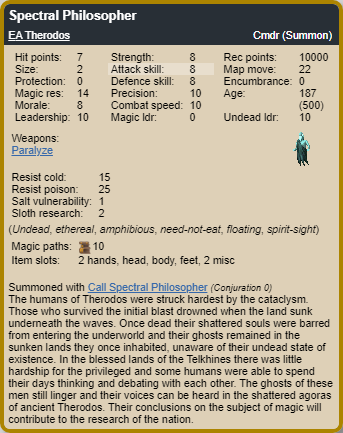 Spectral Philosopher
EA Therodos Cmdr (Summon)
Hit points: 7 Strength: 8 Rec points: 10000
Size: 2 Attack skill: 8 Map move: 22
Protection: 0 Defence skill: 8 Encumbrance: 0
Magic res: 14 Precision: 10 Age: 187
Morale: 8 Combat speed: 10 (500)
Leadership: 10 Magic ldr: 0 Undead ldr: 10
Weapons:
Paralyze
Resist cold: 15
Resist poison: 25
Salt vulnerability: 1
Sloth research: 2
(Undead, ethereal, amphibious, need-not-eat, floating, spirit-sight)
Magic paths: 10
Item slots: 2 hands, head, body, feet, 2 misc
Summoned with Call Spectral Philosopher (Conjuration 0)
The humans of Therodos were struck hardest by the cataclysm.
Those who survived the initial blast drowned when the land sunk
underneath the waves. Once dead their shattered souls were barred
from entering the underworld and their ghosts remained in the
sunken lands they once inhabited, unaware of their undead state of
existence. In the blessed lands of the Telkhines there was little
hardship for the privileged and some humans were able to spend
their days thinking and debating with each other. The ghosts of these
men still linger and their voices can be heard in the shattered agoras
of ancient Therodos. Their conclusions on the subject of magic will
contribute to the research of the nation.